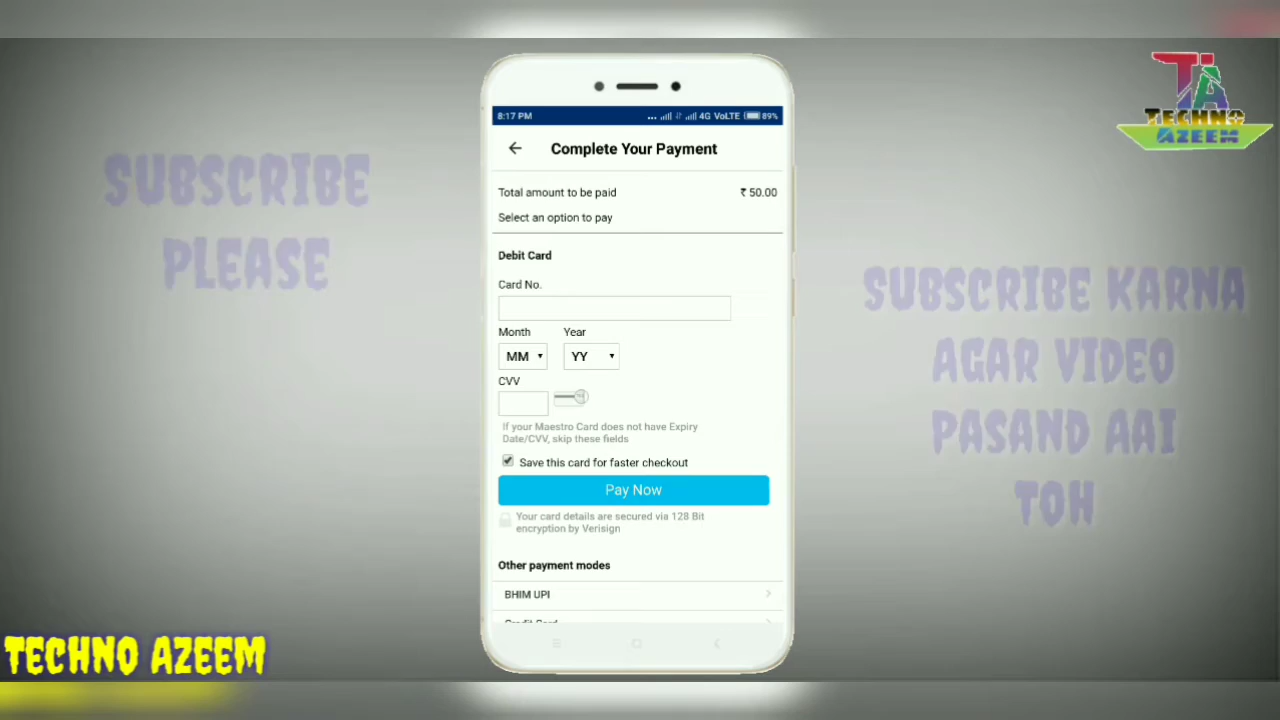 SUBSCRIBE
PLEASE
8:17 PM
4G VoLTE 89%
Complete Your Payment
Total amount to be paid
₹ 50.00
Select an option to pay
Debit Card
Card No.
Month Year
MM YY
CVV
If your Maestro Card does not have Expiry
Date/CVV, skip these fields
Save this card for faster checkout
Pay Now
Your card details are secured via 128 Bit
encryption by Verisign
Other payment modes
BHIM UPI
Credit Card
TA
TECHNO
AZEEM
SUBSCRIBE KARNA
AGAR VIDEO
PASAND AAI
TOH
TECHNO AZEEM